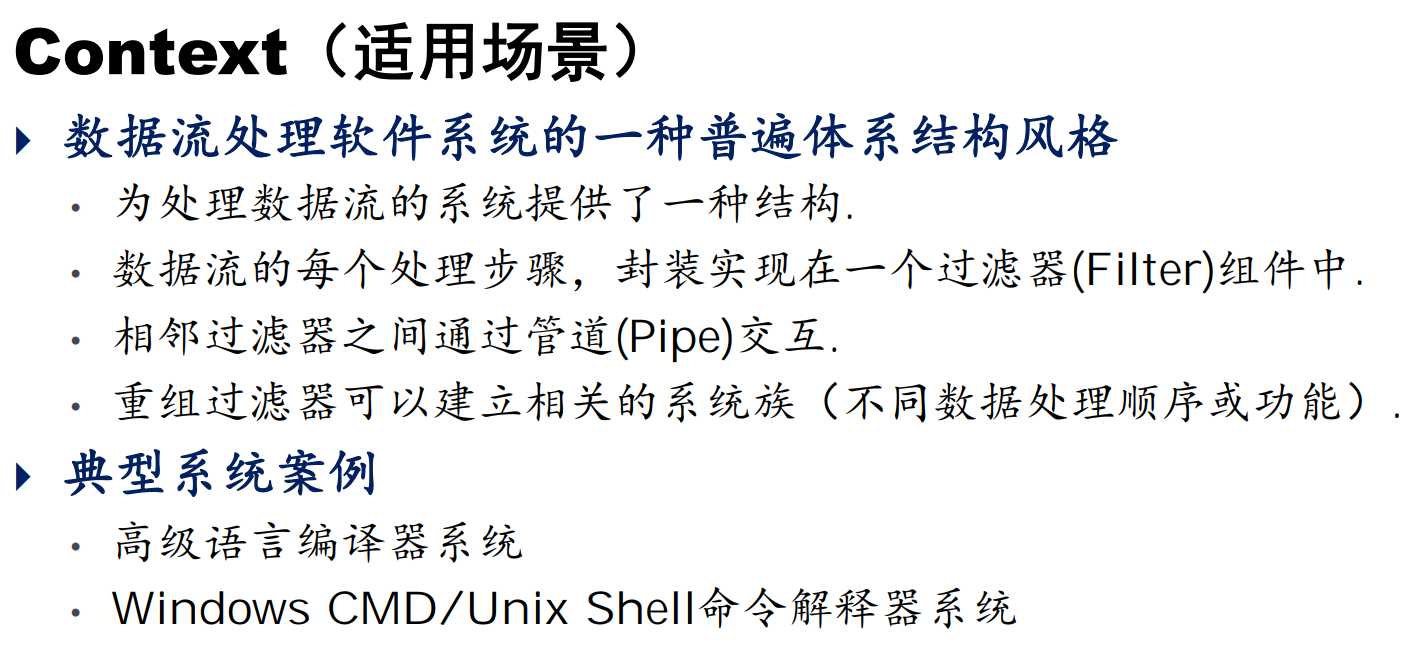 Context（适用场景）
数据流处理软件系统的一种普遍体系结构风格
为处理数据流的系统提供了一种结构.
数据流的每个处理步骤，封装实现在一个过滤器(Filter)组件中.
相邻过滤器之间通过管道(Pipe)交互.
重组过滤器可以建立相关的系统族（不同数据处理顺序或功能）.
典型系统案例
高级语言编译器系统
Windows CMD/Unix Shell命令解释器系统